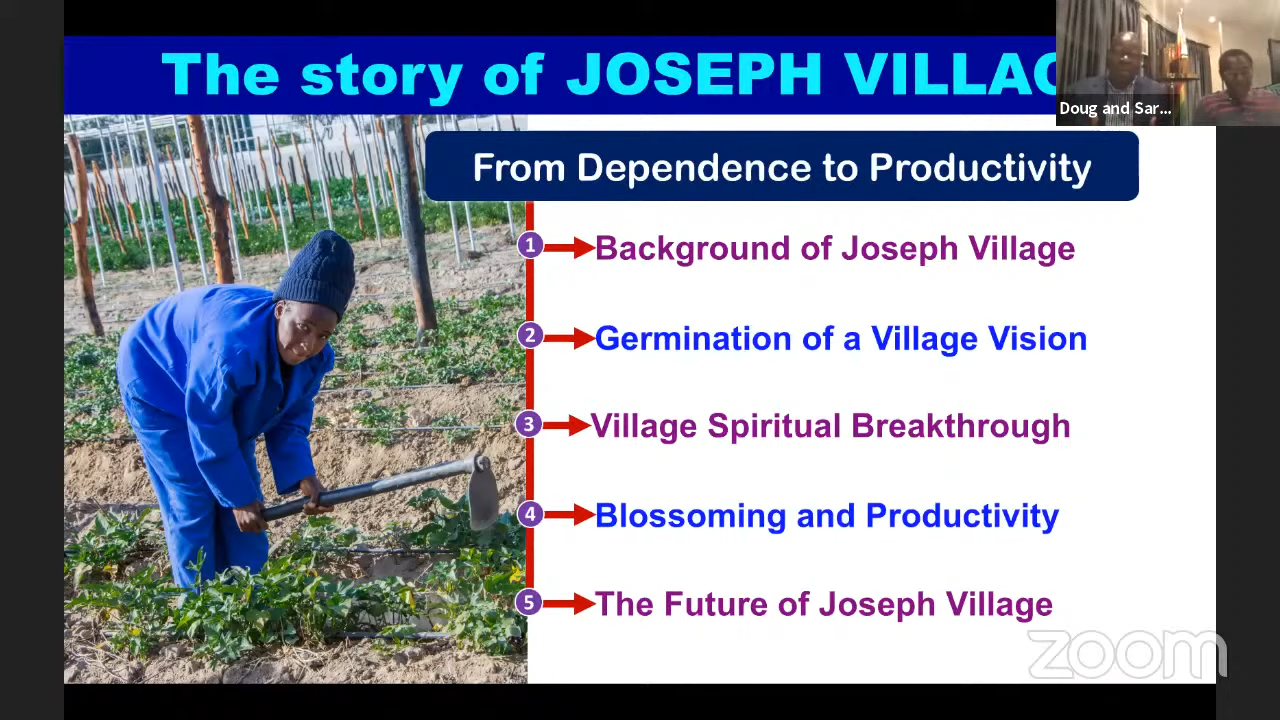 The story of JOSEPH VILLAG
Doug and Sar...
From Dependence to Productivity
1 Background of Joseph Village
2 Germination of a Village Vision
3 Village Spiritual Breakthrough
4 Blossoming and Productivity
5 The Future of Joseph Village
zoom